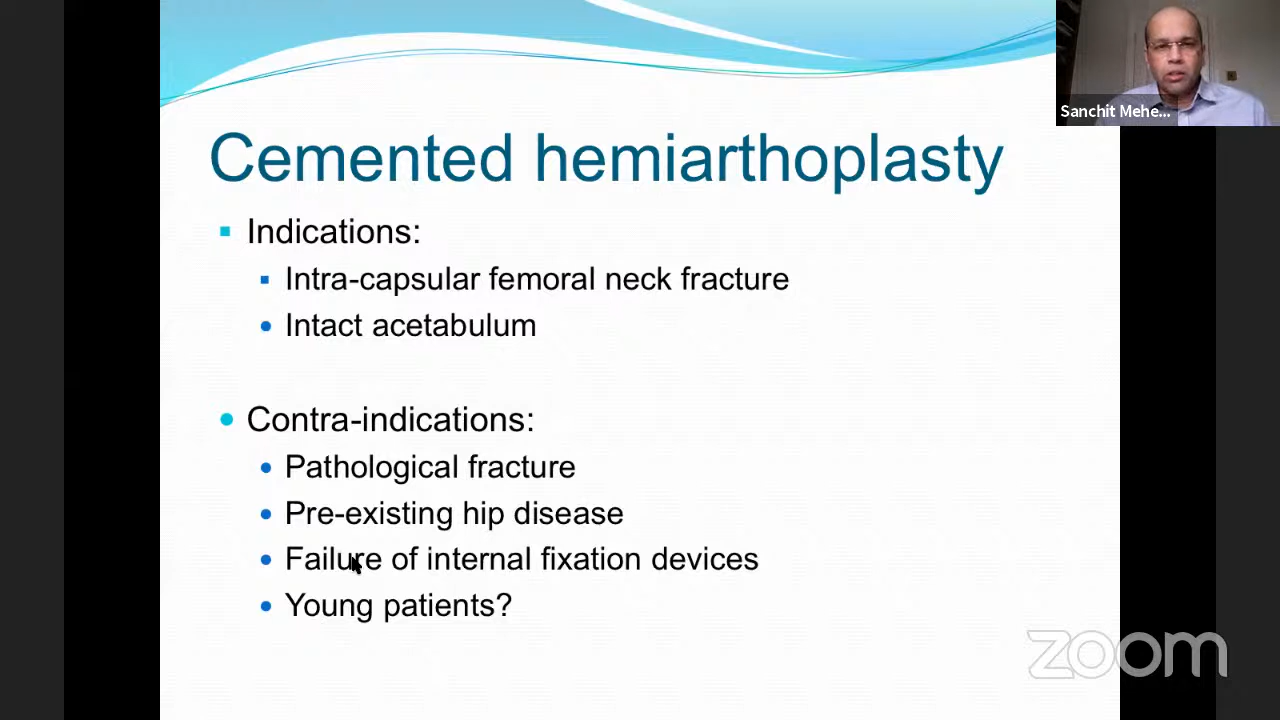 Sanchit Mehe...
Cemented hemiarthoplasty
Indications:
Intra-capsular femoral neck fracture
Intact acetabulum
Contra-indications:
Pathological fracture
Pre-existing hip disease
Failure of internal fixation devices
Young patients?
zoom